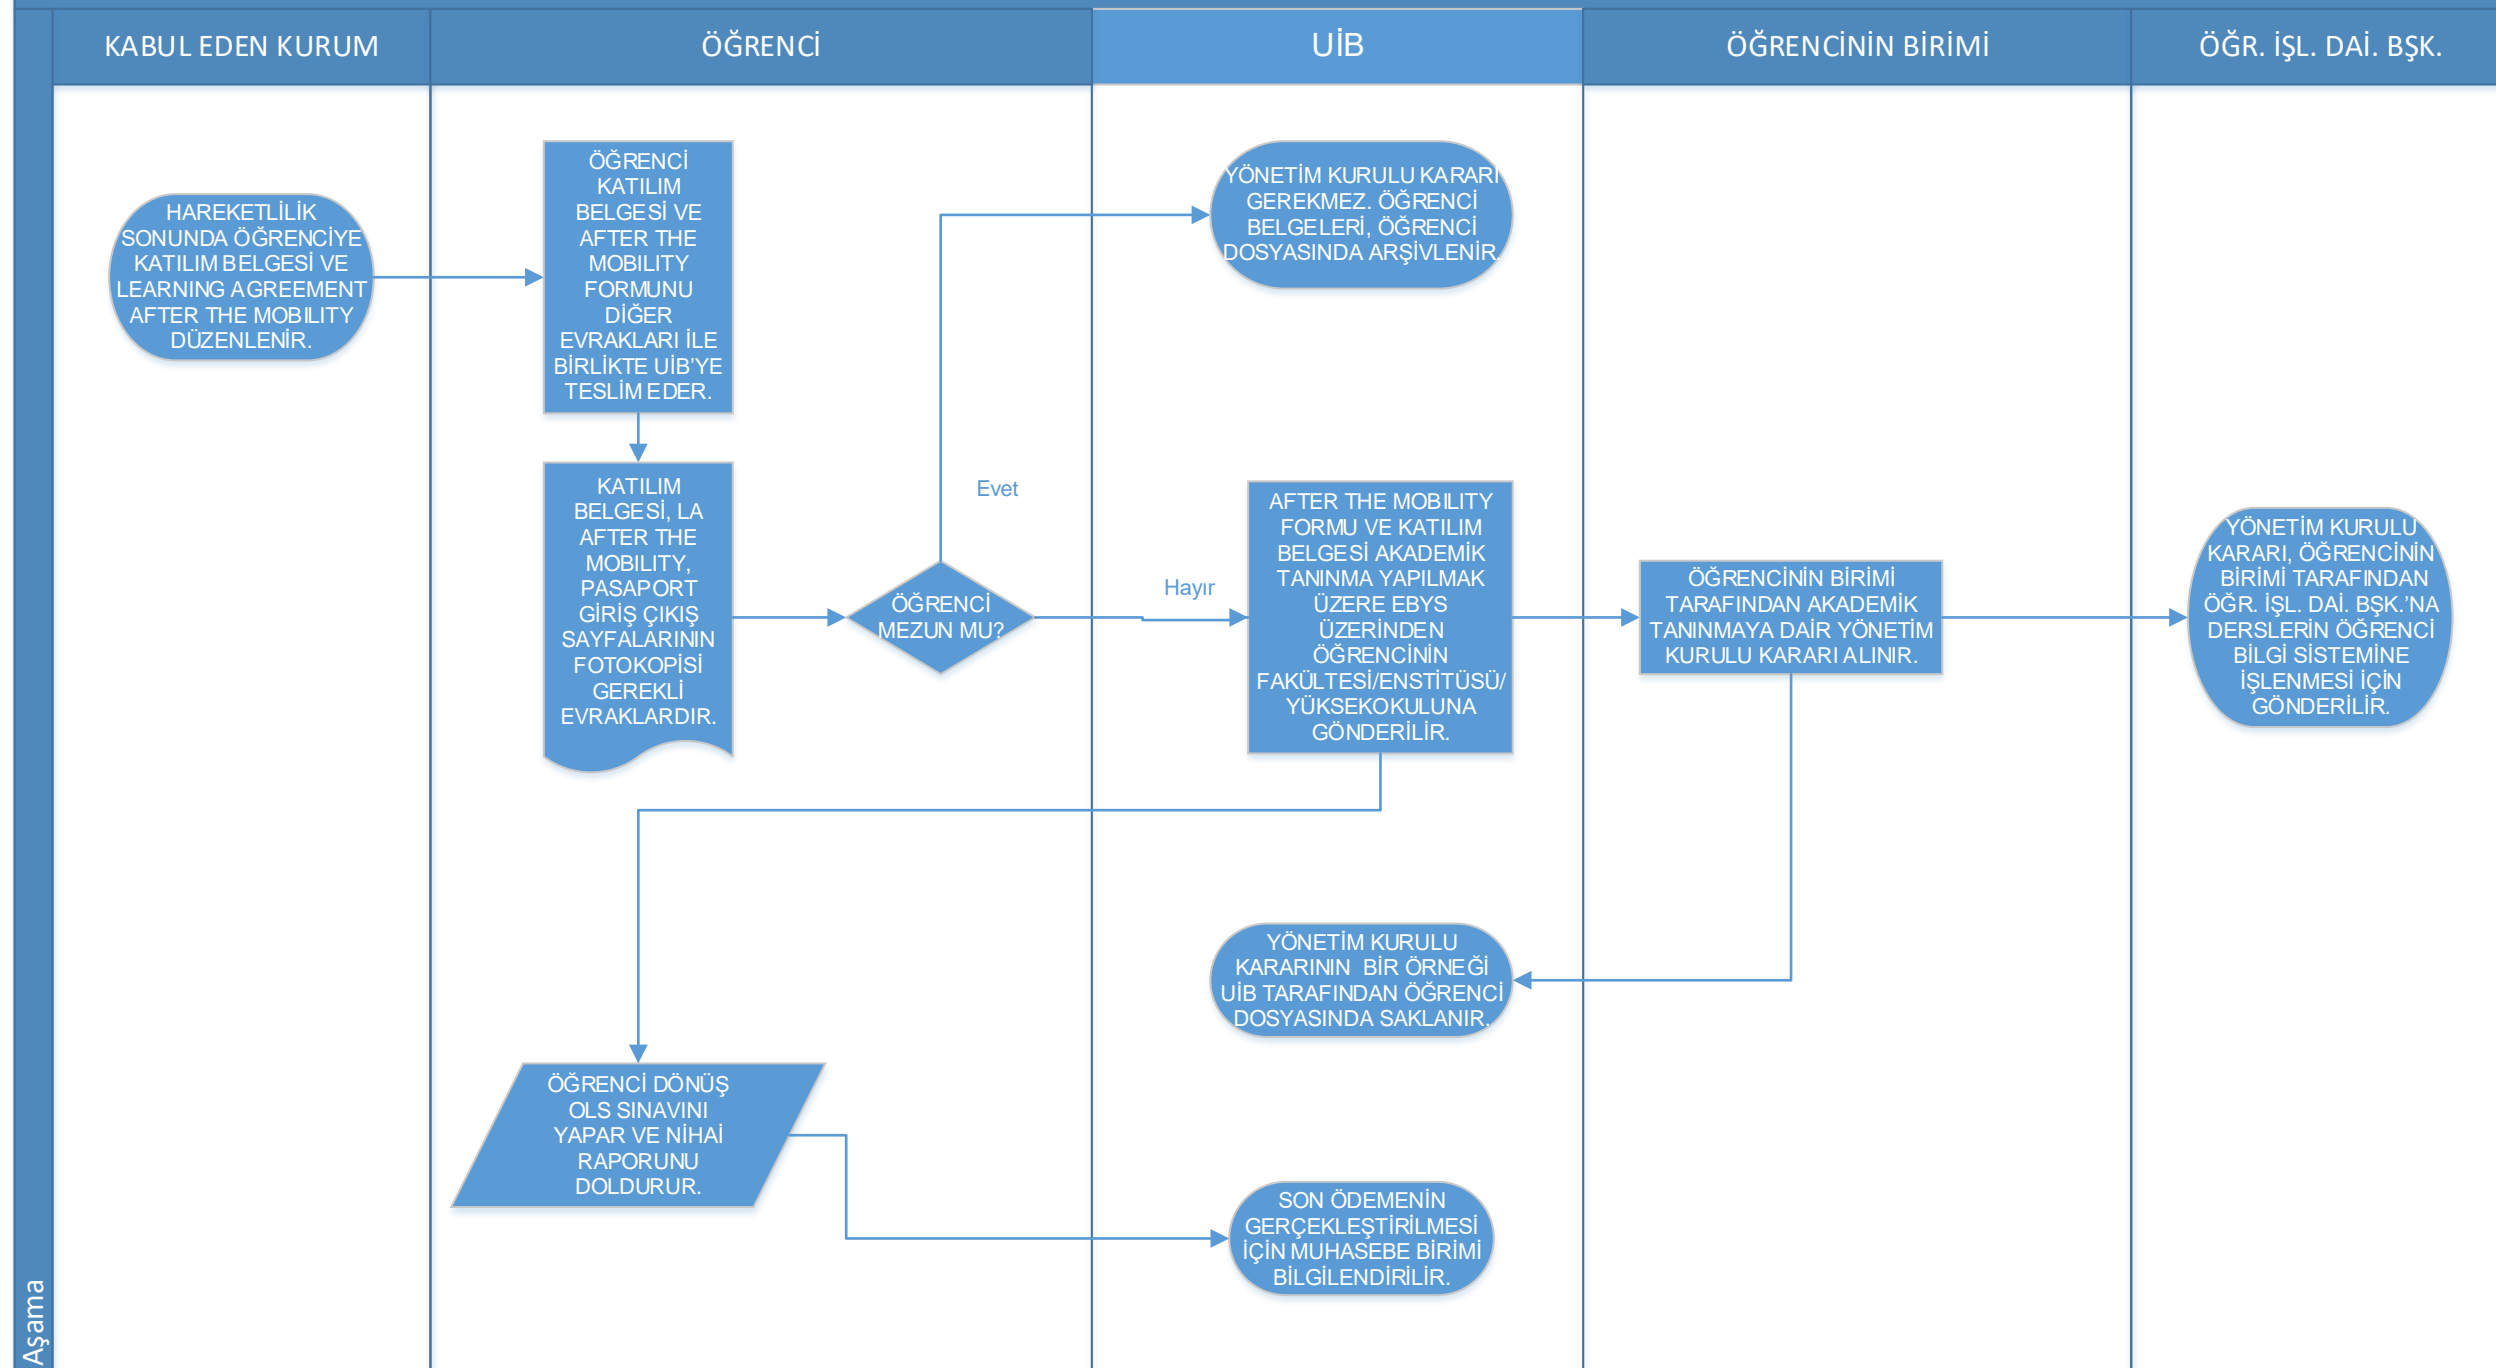 KABUL EDEN KURUM
ÖĞRENCİ
UİB
ÖĞRENCİNİN BİRİMİ
ÖĞR. İŞL. DAİ. BŞK.
HAREKETLİLİK
SONUNDA ÖĞRENCİYE
KATILIM BELGESİ VE
LEARNING AGREEMENT
AFTER THE MOBILITY
DÜZENLENİR.
ÖĞRENCİ
KATILIM
BELGESİ VE
AFTER THE
MOBILITY
FORMUNU
DİĞER
EVRAKLARI İLE
BİRLİKTE UİB'YE
TESLİM EDER.
YÖNETİM KURULU KARARI
GEREKMEZ. ÖĞRENCİ
BELGELERİ, ÖĞRENCİ
DOSYASINDA ARŞİVLENİR.
KATILIM
BELGESİ, LA
AFTER THE
MOBILITY,
PASAPORT
GİRİŞ ÇIKIŞ
SAYFALARININ
FOTOKOPİSİ
GEREKLİ
EVRAKLARDIR.
ÖĞRENCİ
MEZUN MU?
Evet
Hayır
AFTER THE MOBILITY
FORMU VE KATILIM
BELGESİ AKADEMİK
TANINMA YAPILMAK
ÜZERE EBYS
ÜZERİNDEN
ÖĞRENCİNİN
FAKÜLTESİ/ENSTİTÜSÜ/
YÜKSEKOKULUNA
GÖNDERİLİR.
ÖĞRENCİNİN BİRİMİ
TARAFINDAN AKADEMİK
TANINMAYA DAİR YÖNETİM
KURULU KARARI ALINIR.
YÖNETİM KURULU
KARARI, ÖĞRENCİNİN
BİRİMİ TARAFINDAN
ÖĞR. İŞL. DAİ. BŞK.'NA
DERSLERİN ÖĞRENCİ
BİLGİ SİSTEMİNE
İŞLENMESİ İÇİN
GÖNDERİLİR.
YÖNETİM KURULU
KARARININ BİR ÖRNEĞİ
UİB TARAFINDAN ÖĞRENCİ
DOSYASINDA SAKLANIR.
ÖĞRENCİ DÖNÜŞ
OLS SINAVINI
YAPAR VE NİHAİ
RAPORUNU
DOLDURUR.
SON ÖDEMENİN
GERÇEKLEŞTİRİLMESİ
İÇİN MUHASEBE BİRİMİ
BİLGİLENDİRİLİR.
Aşama